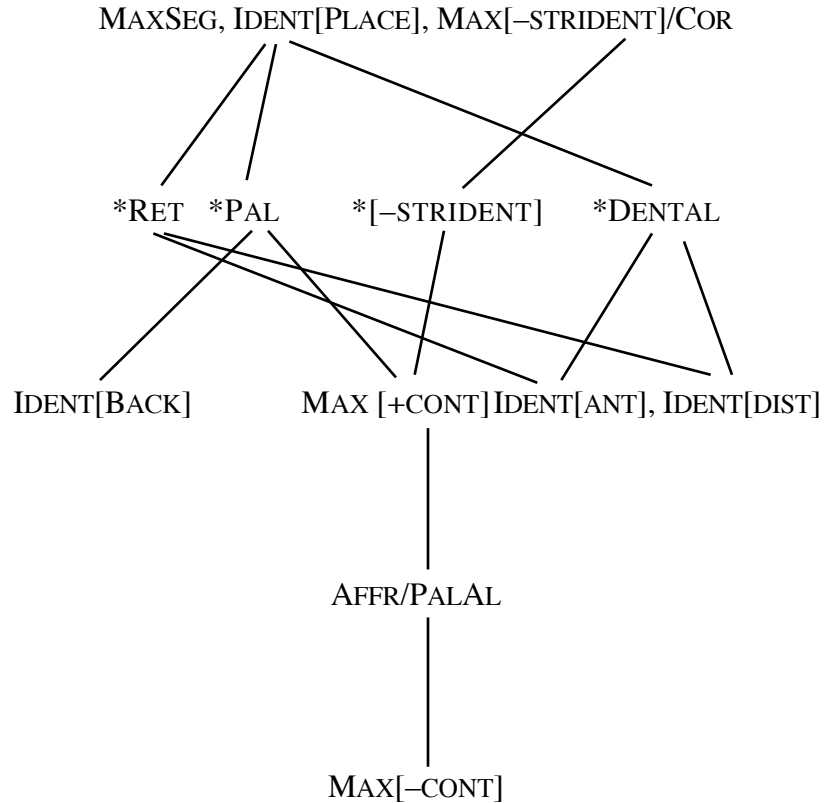 MAXSEG, IDENT[PLACE], MAX[–STRIDENT]/COR
*RET *PAL *[–STRIDENT] *DENTAL
IDENT[BACK] MAX [+CONT] IDENT[ANT], IDENT[DIST]
AFFR/PALAL
MAX[–CONT]